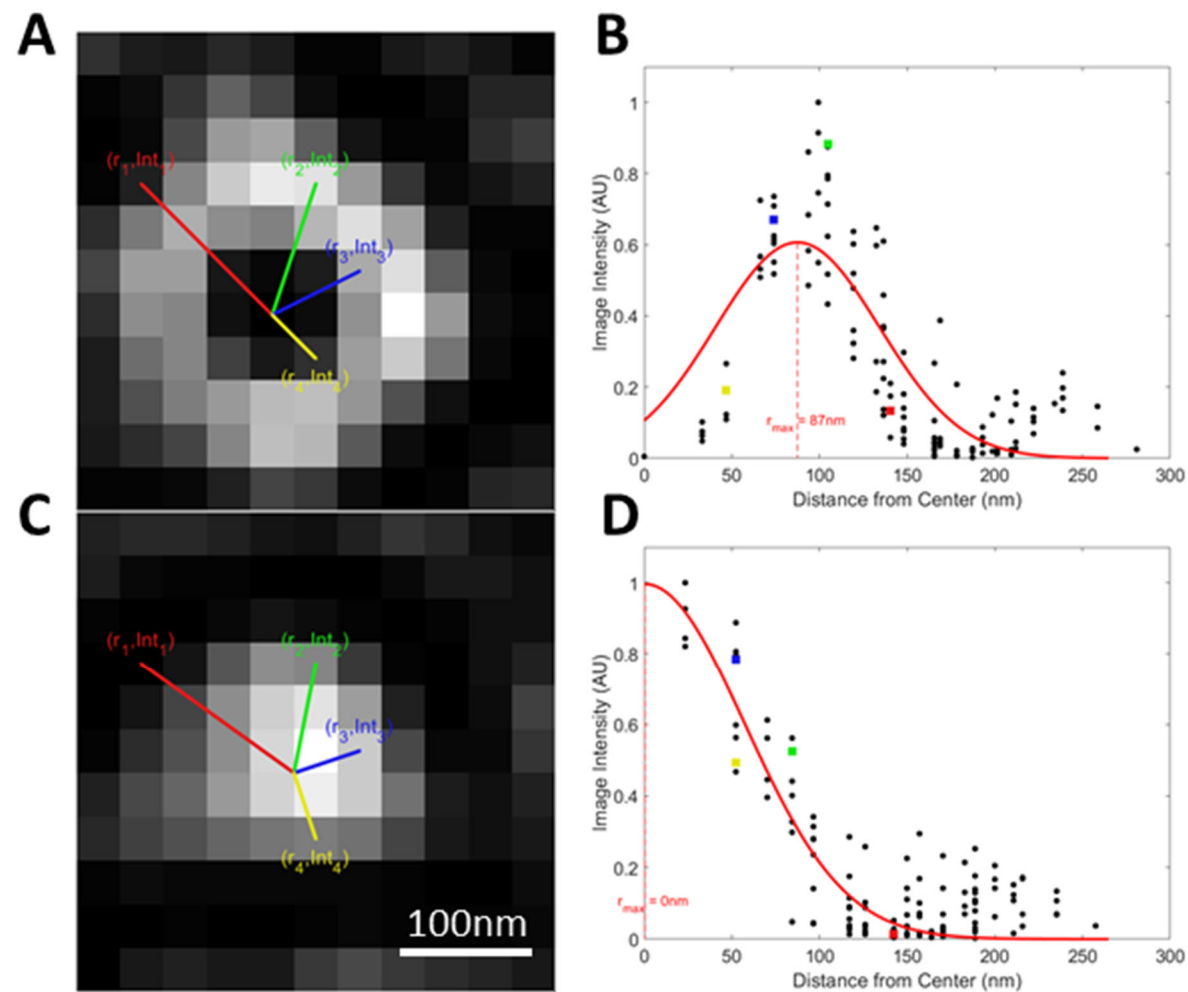 A
(r1,Int1)
(r2,Int2)
(r3,Int3)
(r4,Int4)
B
Image Intensity (AU)
1
0.8
0.6
0.4
0.2
0
rmax = 87nm
0 50 100 150 200 250 300
Distance from Center (nm)
C
(r1,Int1)
(r2,Int2)
(r3,Int3)
(r4,Int4)
100nm
D
Image Intensity (AU)
1
0.8
0.6
0.4
0.2
0
rmax = 0nm
0 50 100 150 200 250 300
Distance from Center (nm)